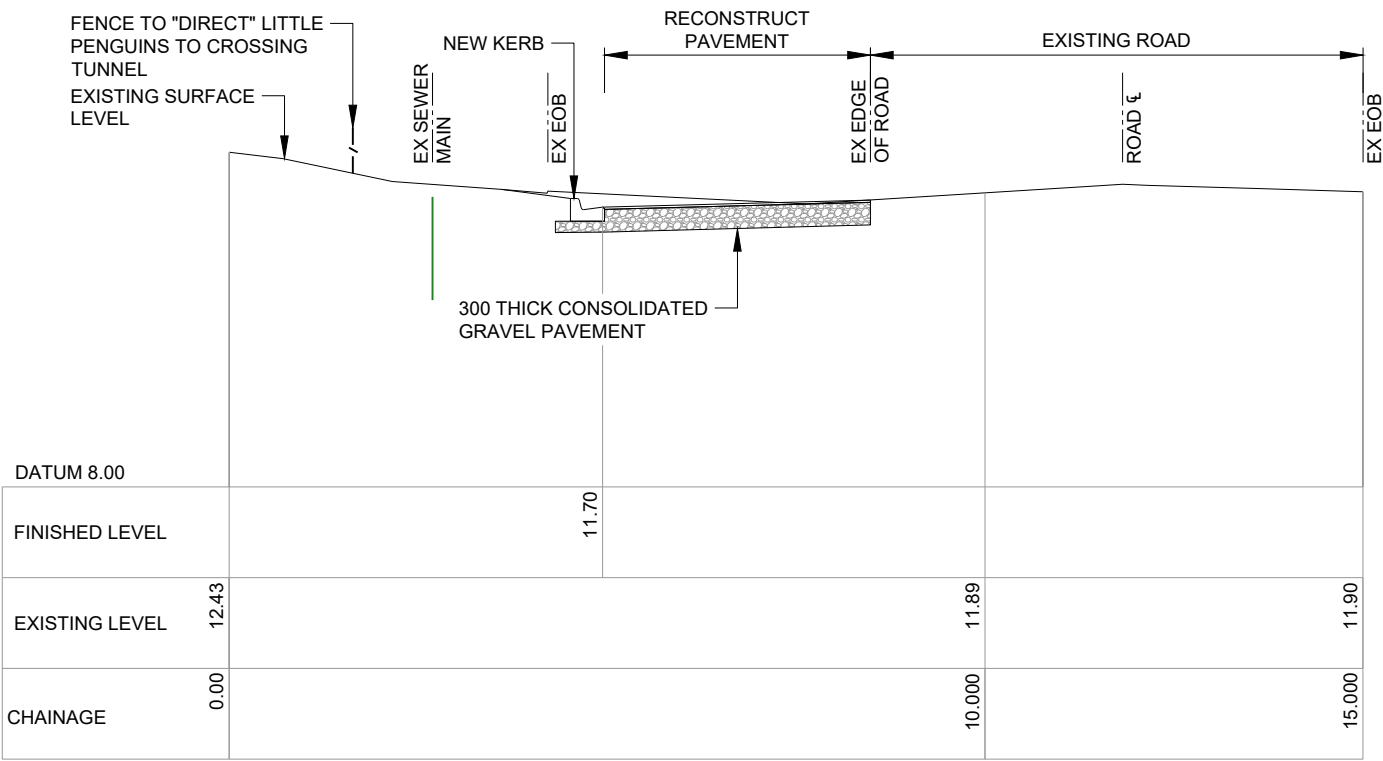 FENCE TO "DIRECT" LITTLE
PENGUINS TO CROSSING
TUNNEL
EXISTING SURFACE
LEVEL
NEW KERB
RECONSTRUCT
PAVEMENT
EXISTING ROAD
EX SEWER
MAIN
EX EOB
EX EDGE
OF ROAD
ROAD ℄
EX EOB
300 THICK CONSOLIDATED
GRAVEL PAVEMENT
DATUM 8.00
FINISHED LEVEL
11.70
EXISTING LEVEL
12.43
11.89
11.90
CHAINAGE
0.00
10.000
15.000